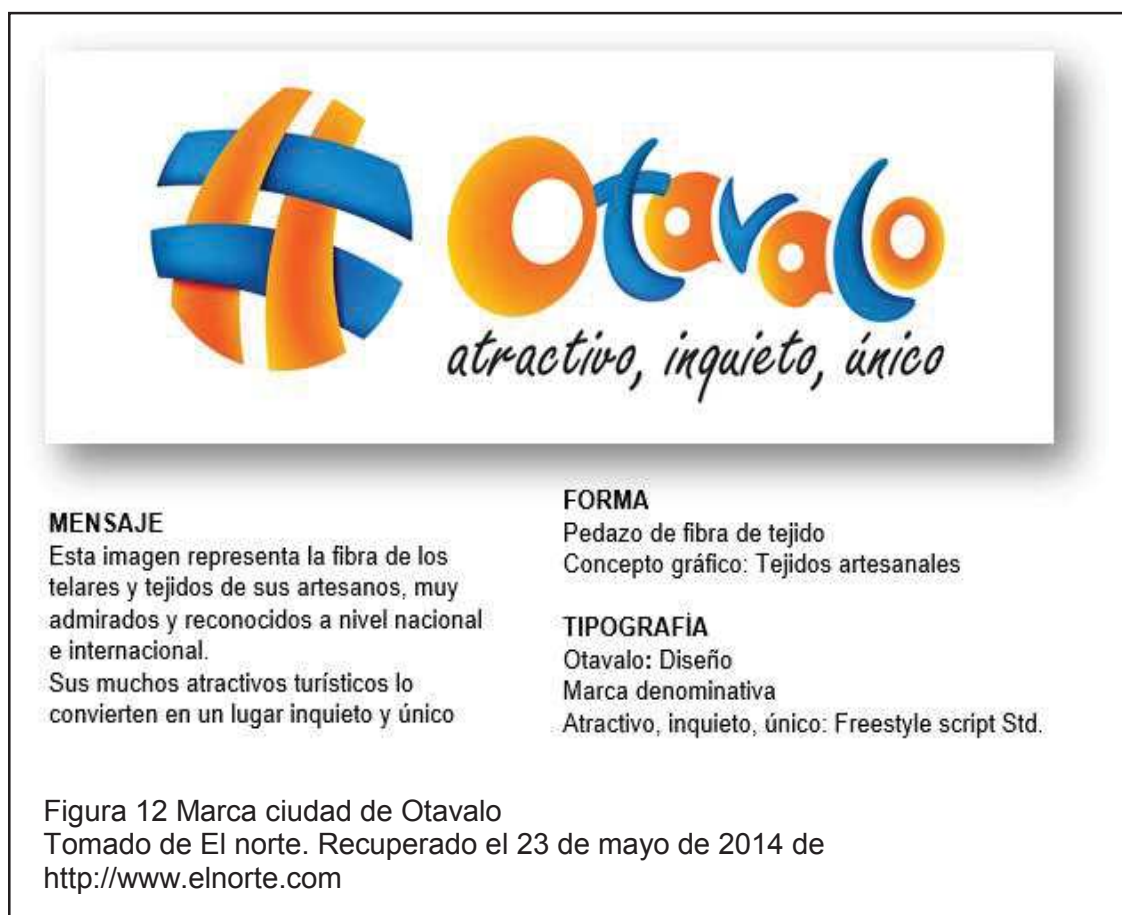 Otavalo
atractivo, inquieto, único
MENSAJE
Esta imagen representa la fibra de los
telares y tejidos de sus artesanos, muy
admirados y reconocidos a nivel nacional
e internacional.
Sus muchos atractivos turísticos lo
convierten en un lugar inquieto y único
FORMA
Pedazo de fibra de tejido
Concepto gráfico: Tejidos artesanales
TIPOGRAFÍA
Otavalo: Diseño
Marca denominativa
Atractivo, inquieto, único: Freestyle script Std.
Figura 12 Marca ciudad de Otavalo
Tomado de El norte. Recuperado el 23 de mayo de 2014 de
http://www.elnorte.com